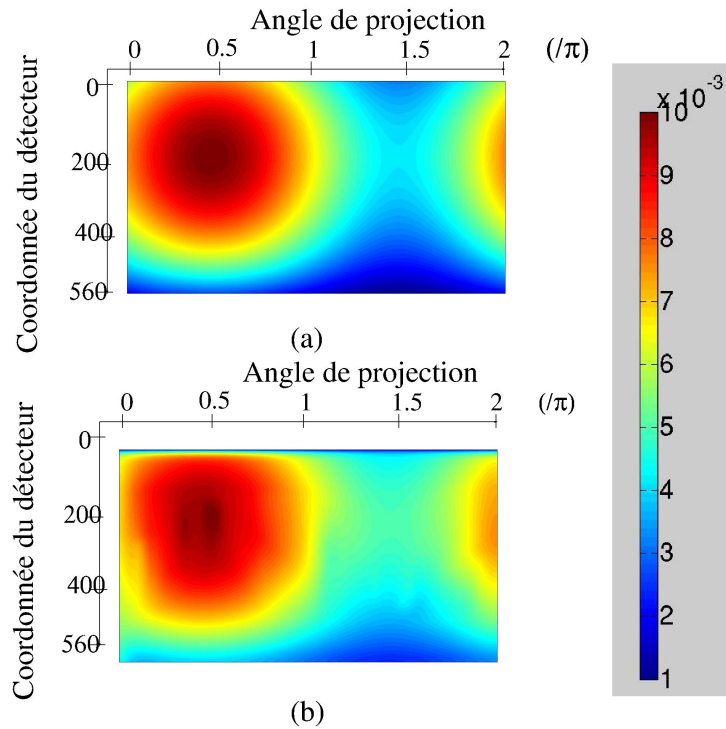 Angle de projection
0 0.5 1 1.5 2 (/π)
Coordonnée du détecteur
0
200
400
560
(a)
Angle de projection
0 0.5 1 1.5 2 (/π)
Coordonnée du détecteur
0
200
400
560
(b)
x 10⁻³
10
9
8
7
6
5
4
3
2
1